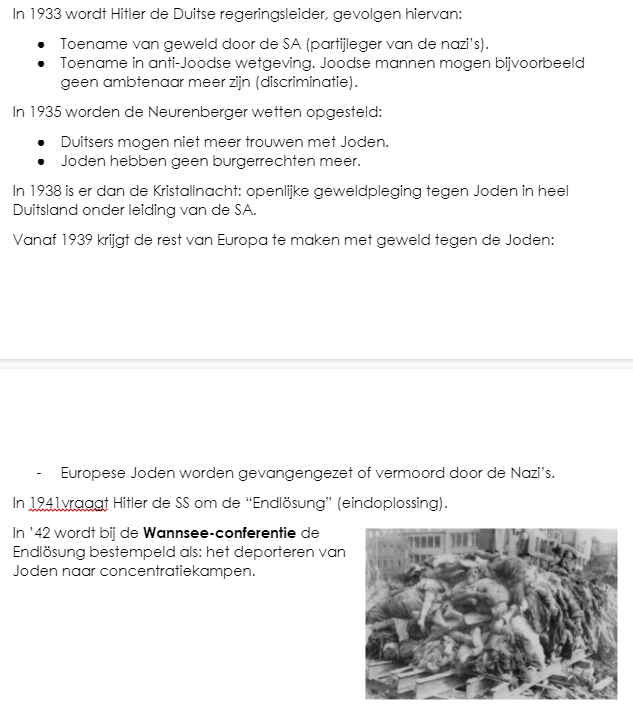 In 1933 wordt Hitler de Duitse regeringsleider, gevolgen hiervan:
● Toename van geweld door de SA (partijleger van de nazi's).
● Toename in anti-Joodse wetgeving. Joodse mannen mogen bijvoorbeeld
geen ambtenaar meer zijn (discriminatie).
In 1935 worden de Neurenberger wetten opgesteld:
● Duitsers mogen niet meer trouwen met Joden.
● Joden hebben geen burgerrechten meer.
In 1938 is er dan de Kristallnacht: openlijke geweldpleging tegen Joden in heel
Duitsland onder leiding van de SA.
Vanaf 1939 krijgt de rest van Europa te maken met geweld tegen de Joden:
- Europese Joden worden gevangengezet of vermoord door de Nazi's.
In 1941vraagt Hitler de SS om de “Endlösung” (eindoplossing).
In ’42 wordt bij de Wannsee-conferentie de
Endlösung bestempeld als: het deporteren van
Joden naar concentratiekampen.